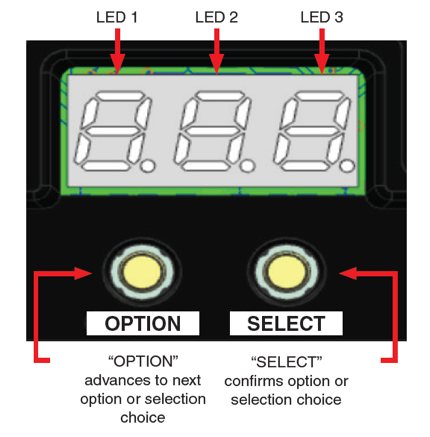 LED 1 LED 2 LED 3
OPTION SELECT
“OPTION”
advances to next
option or selection
choice
“SELECT”
confirms option or
selection choice